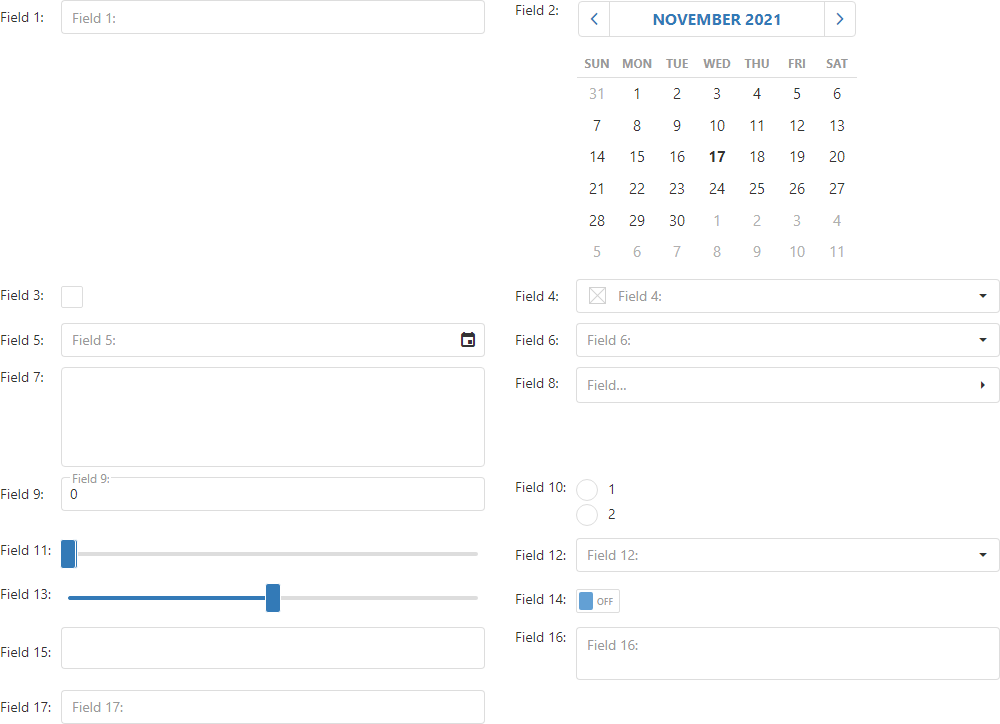 Field 1: Field 1:
Field 2: NOVEMBER 2021
SUN MON TUE WED THU FRI SAT
31 1 2 3 4 5 6
7 8 9 10 11 12 13
14 15 16 17 18 19 20
21 22 23 24 25 26 27
28 29 30 1 2 3 4
5 6 7 8 9 10 11
Field 3:
Field 4: Field 4:
Field 5: Field 5:
Field 6: Field 6:
Field 7:
Field 8: Field...
Field 9: Field 9:
0
Field 10: 1
2
Field 11:
Field 12: Field 12:
Field 13:
Field 14: OFF
Field 15:
Field 16: Field 16:
Field 17: Field 17: